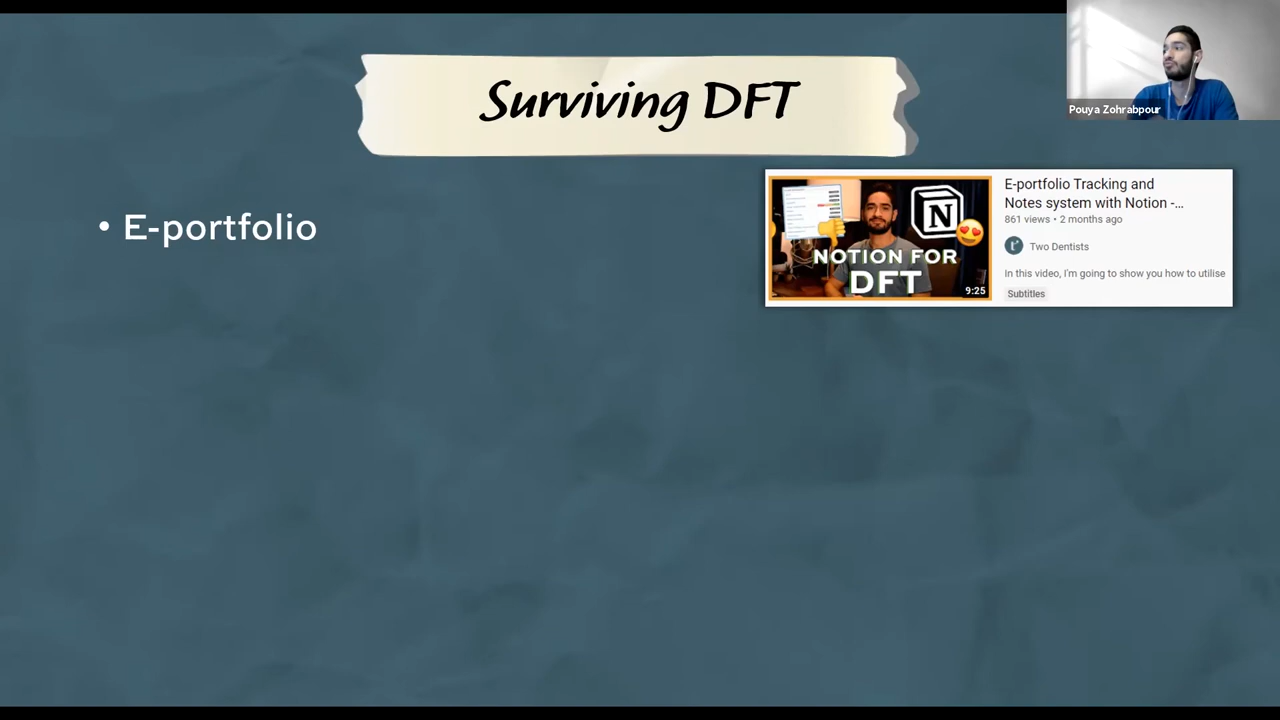 Surviving DFT
Pouya Zohrabpour
• E-portfolio
N
NOTION FOR
DFT
9:25
E-portfolio Tracking and
Notes system with Notion -...
861 views • 2 months ago
Two Dentists
In this video, I'm going to show you how to utilise
Subtitles